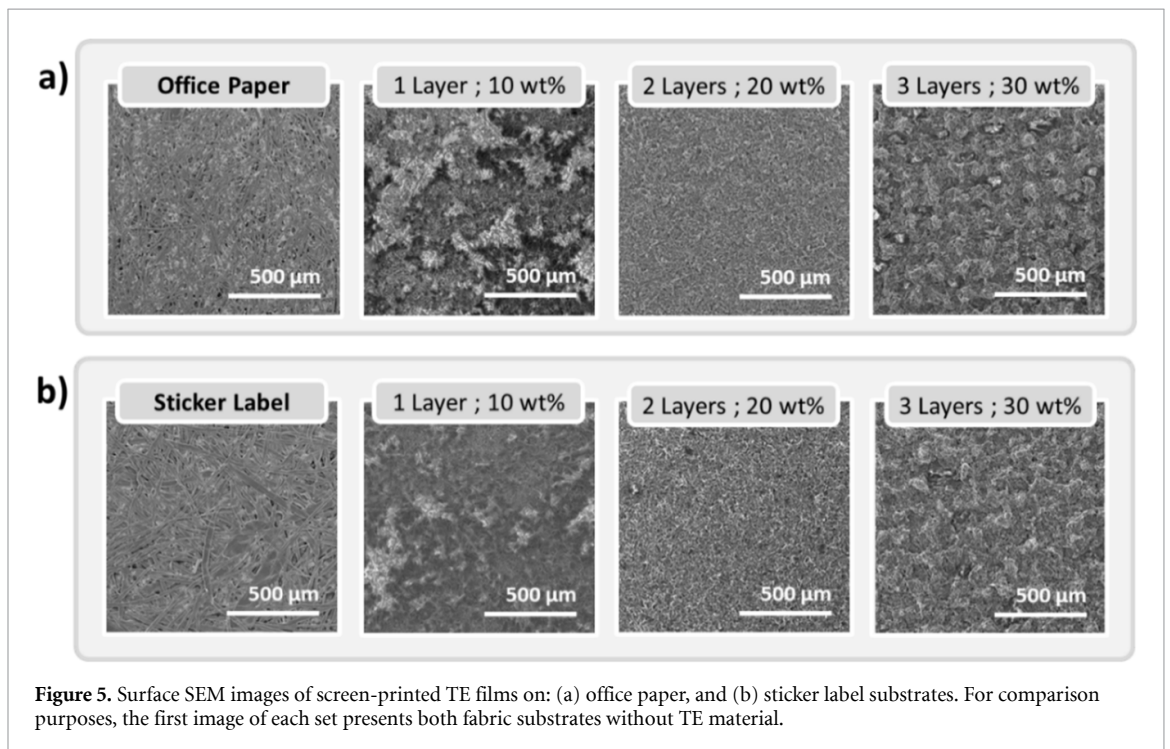 a)
Office Paper
1 Layer ; 10 wt%
2 Layers ; 20 wt%
3 Layers ; 30 wt%
500 µm
500 µm
500 µm
500 µm
b)
Sticker Label
1 Layer ; 10 wt%
2 Layers ; 20 wt%
3 Layers ; 30 wt%
500 µm
500 µm
500 µm
500 µm
Figure 5. Surface SEM images of screen-printed TE films on: (a) office paper, and (b) sticker label substrates. For comparison
purposes, the first image of each set presents both fabric substrates without TE material.